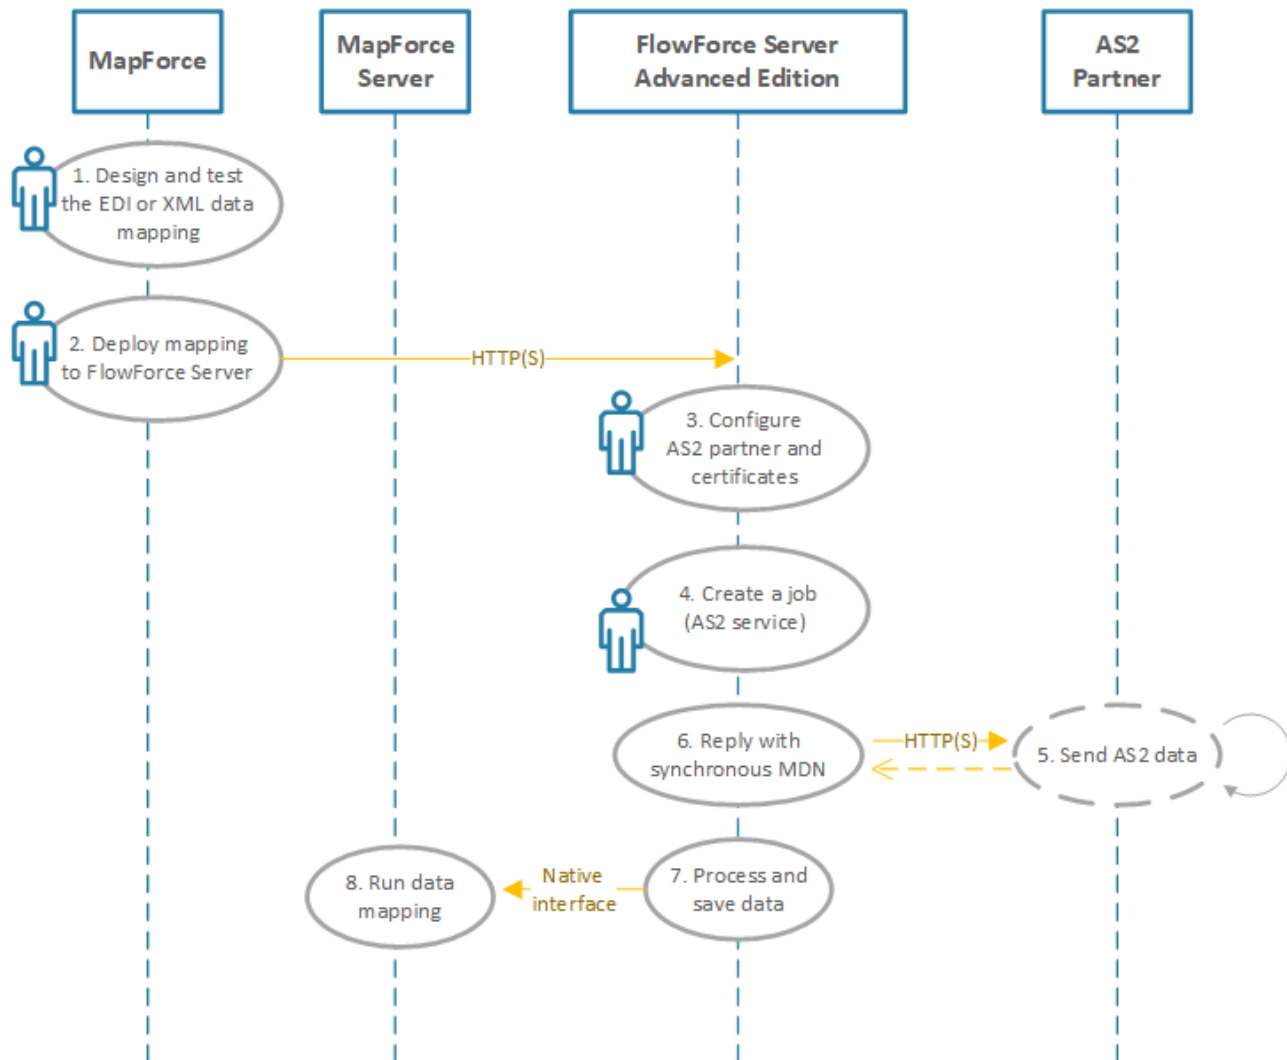 MapForce
MapForce
Server
FlowForce Server
Advanced Edition
AS2
Partner
1. Design and test
the EDI or XML data
mapping
2. Deploy mapping
to FlowForce Server
HTTP(S)
3. Configure
AS2 partner and
certificates
4. Create a job
(AS2 service)
6. Reply with
synchronous MDN
HTTP(S)
5. Send AS2 data
8. Run data
mapping
Native
interface
7. Process and
save data